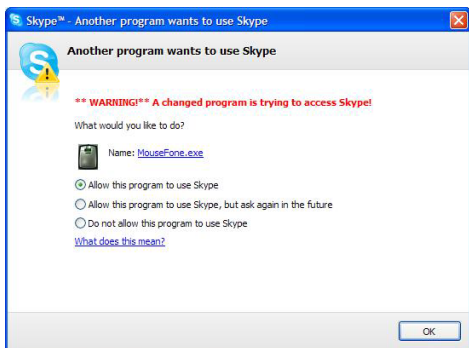 Skype™ - Another program wants to use Skype
Another program wants to use Skype
** WARNING!** A changed program is trying to access Skype!
What would you like to do?
Name: MouseFone.exe
Allow this program to use Skype
Allow this program to use Skype, but ask again in the future
Do not allow this program to use Skype
What does this mean?
OK